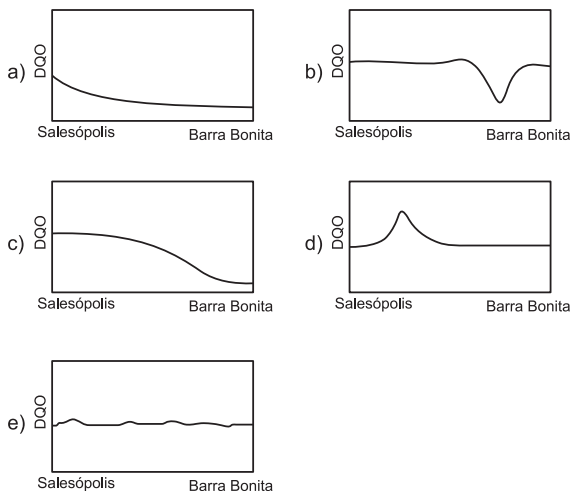 a)
DQO
Salesópolis Barra Bonita
b)
DQO
Salesópolis Barra Bonita
c)
DQO
Salesópolis Barra Bonita
d)
DQO
Salesópolis Barra Bonita
e)
DQO
Salesópolis Barra Bonita